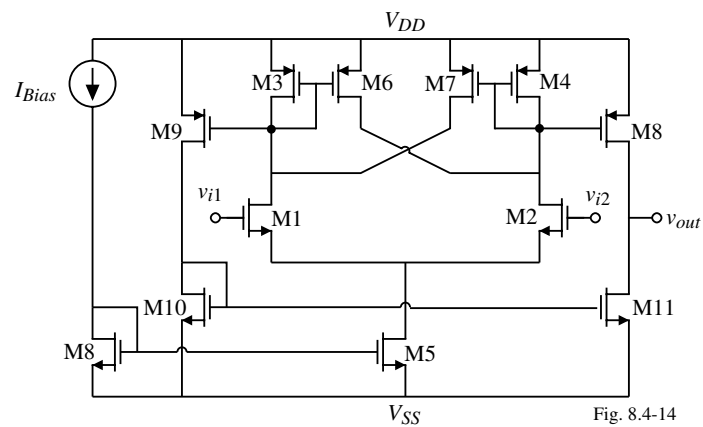 V_DD
I_Bias
M3
M6
M7
M4
M9
M8
v_i1
v_i2
M1
M2
v_out
M10
M11
M8
M5
V_SS
Fig. 8.4-14